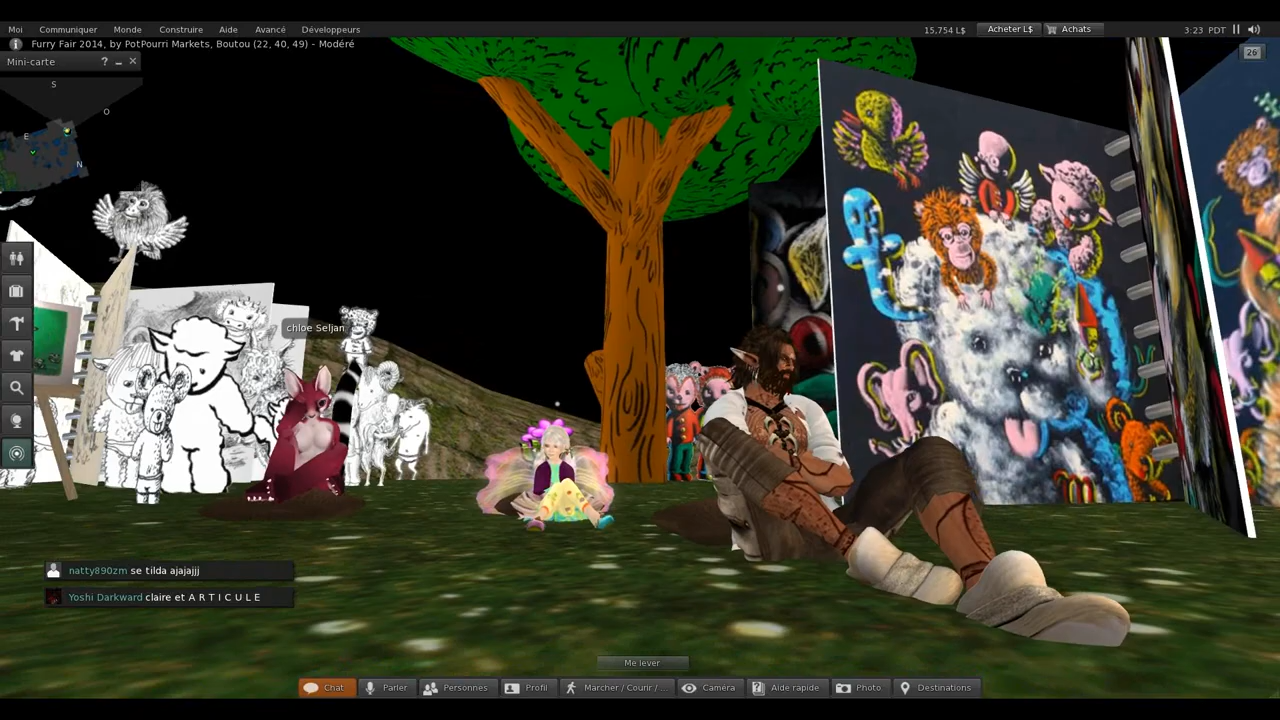 Moi Communiquer Monde Construire Aide Avancé Développeurs 15,754 L$ Acheter L$ Achats 3:23 PDT
Furry Fair 2014, by PotPourri Markets, Boutou (22, 40, 49) - Modéré
26
Mini-carte ? _ ×
S
O
E
N
chloe Seljan
natty890zm se tilda ajajajjj
Yoshi Darkward claire et A R T I C U L E
Me lever
Chat Parler Personnes Profil Marcher / Courir / ... Caméra Aide rapide Photo Destinations